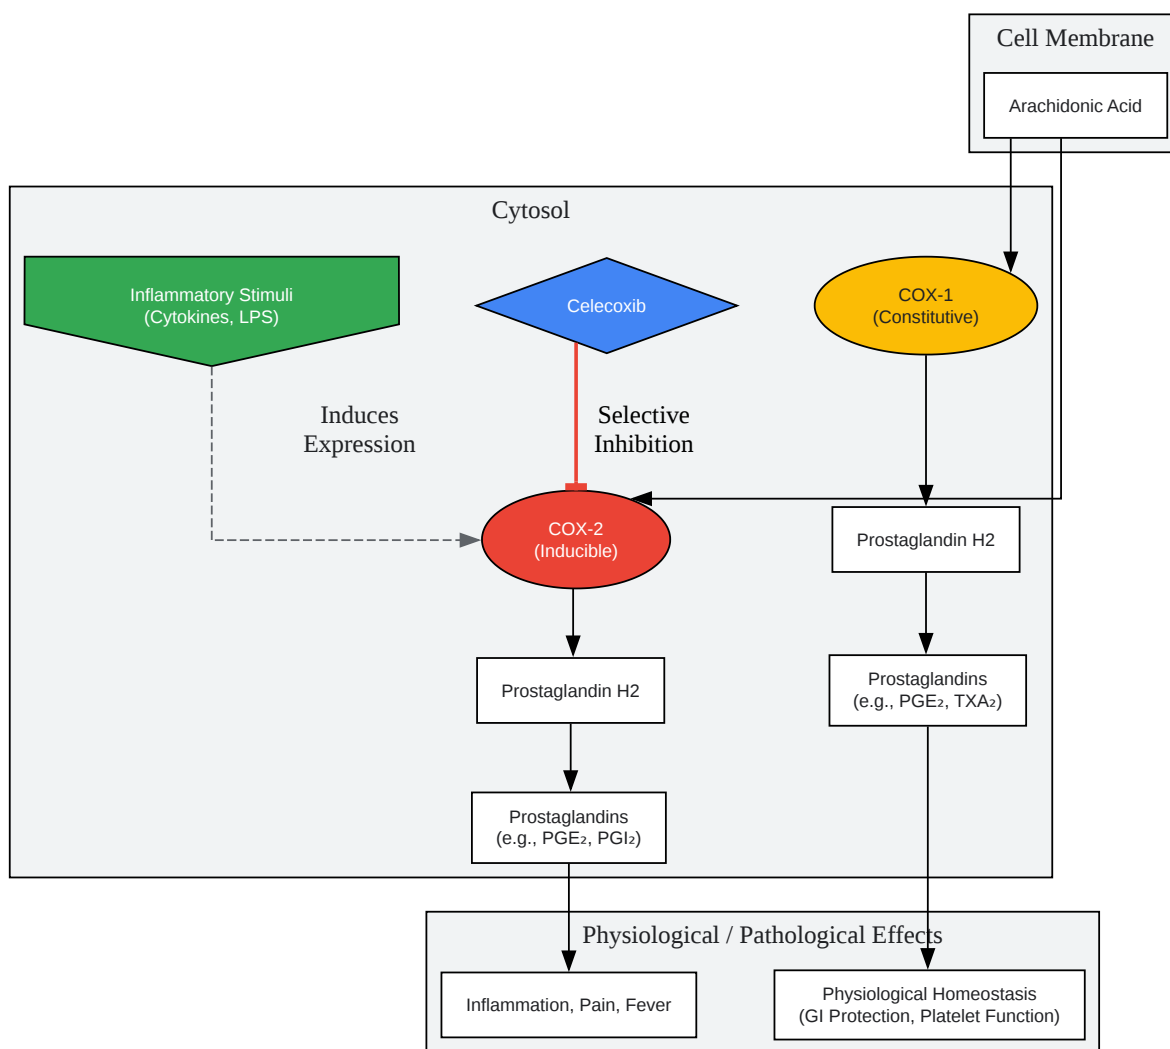 Cell Membrane
Arachidonic Acid
Cytosol
Inflammatory Stimuli
(Cytokines, LPS)
Celecoxib
COX-1
(Constitutive)
Induces
Expression
Selective
Inhibition
COX-2
(Inducible)
Prostaglandin H2
Prostaglandin H2
Prostaglandins
(e.g., PGE₂, TXA₂)
Prostaglandins
(e.g., PGE₂, PGI₂)
Physiological / Pathological Effects
Inflammation, Pain, Fever
Physiological Homeostasis
(GI Protection, Platelet Function)